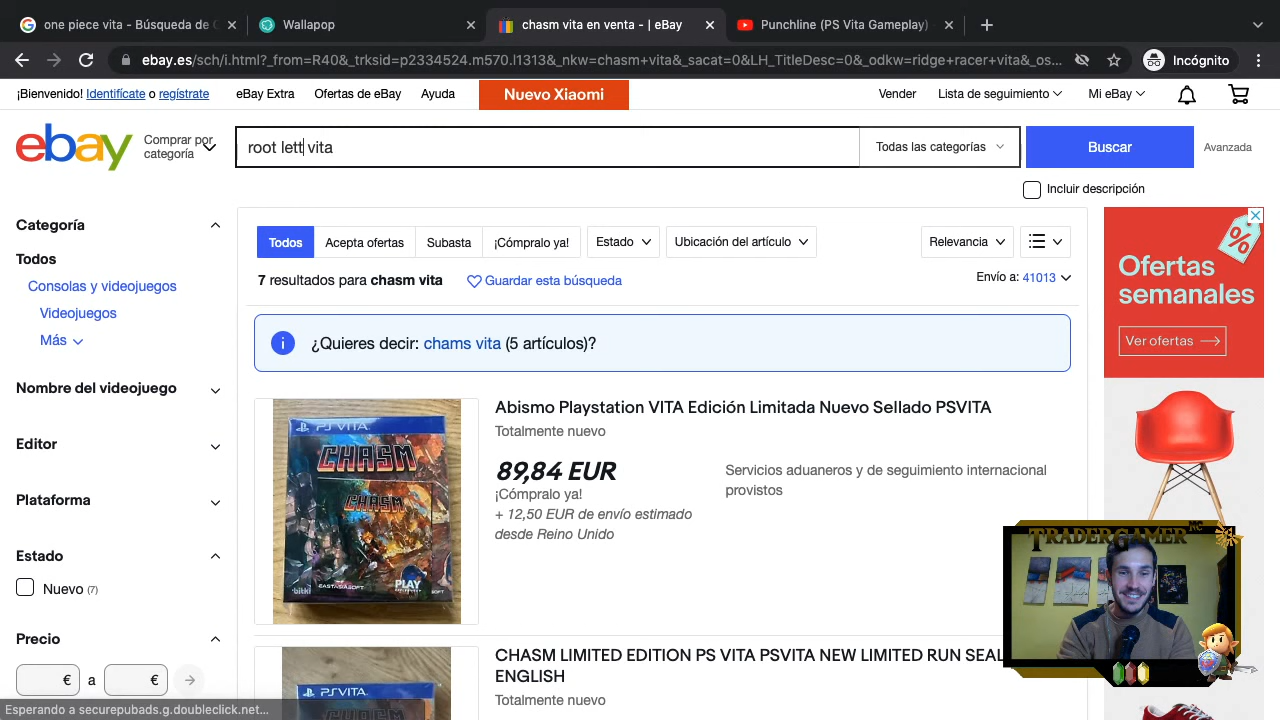 one piece vita - Búsqueda de G
Wallapop
chasm vita en venta - | eBay
Punchline (PS Vita Gameplay)
ebay.es/sch/i.html?_from=R40&_trksid=p2334524.m570.l1313&_nkw=chasm+vita&_sacat=0&LH_TitleDesc=0&_odkw=ridge+racer+vita&_os...
Incógnito
¡Bienvenido! Identifícate o regístrate
eBay Extra
Ofertas de eBay
Ayuda
Nuevo Xiaomi
Vender
Lista de seguimiento
Mi eBay
ebay
Comprar por
categoría
root lett vita
Todas las categorías
Buscar
Avanzada
Incluir descripción
Categoría
Todos
Consolas y videojuegos
Videojuegos
Más
Nombre del videojuego
Editor
Plataforma
Estado
Nuevo (7)
Precio
€ a € 
Todos
Acepta ofertas
Subasta
¡Cómpralo ya!
Estado
Ubicación del artículo
Relevancia
7 resultados para chasm vita
Guardar esta búsqueda
Envío a: 41013
¿Quieres decir: chams vita (5 artículos)?
PSVITA
CHASM
CHASM
bitkid
EASTASIASOFT
PLAY
SOFT
Abismo Playstation VITA Edición Limitada Nuevo Sellado PSVITA
Totalmente nuevo
89,84 EUR
¡Cómpralo ya!
+ 12,50 EUR de envío estimado
desde Reino Unido
Servicios aduaneros y de seguimiento internacional
provistos
PSVITA
CHASM LIMITED EDITION PS VITA PSVITA NEW LIMITED RUN SEAL
ENGLISH
Totalmente nuevo
%
Ofertas
semanales
Ver ofertas
TRADERGAMER
Esperando a securepubads.g.doubleclick.net...